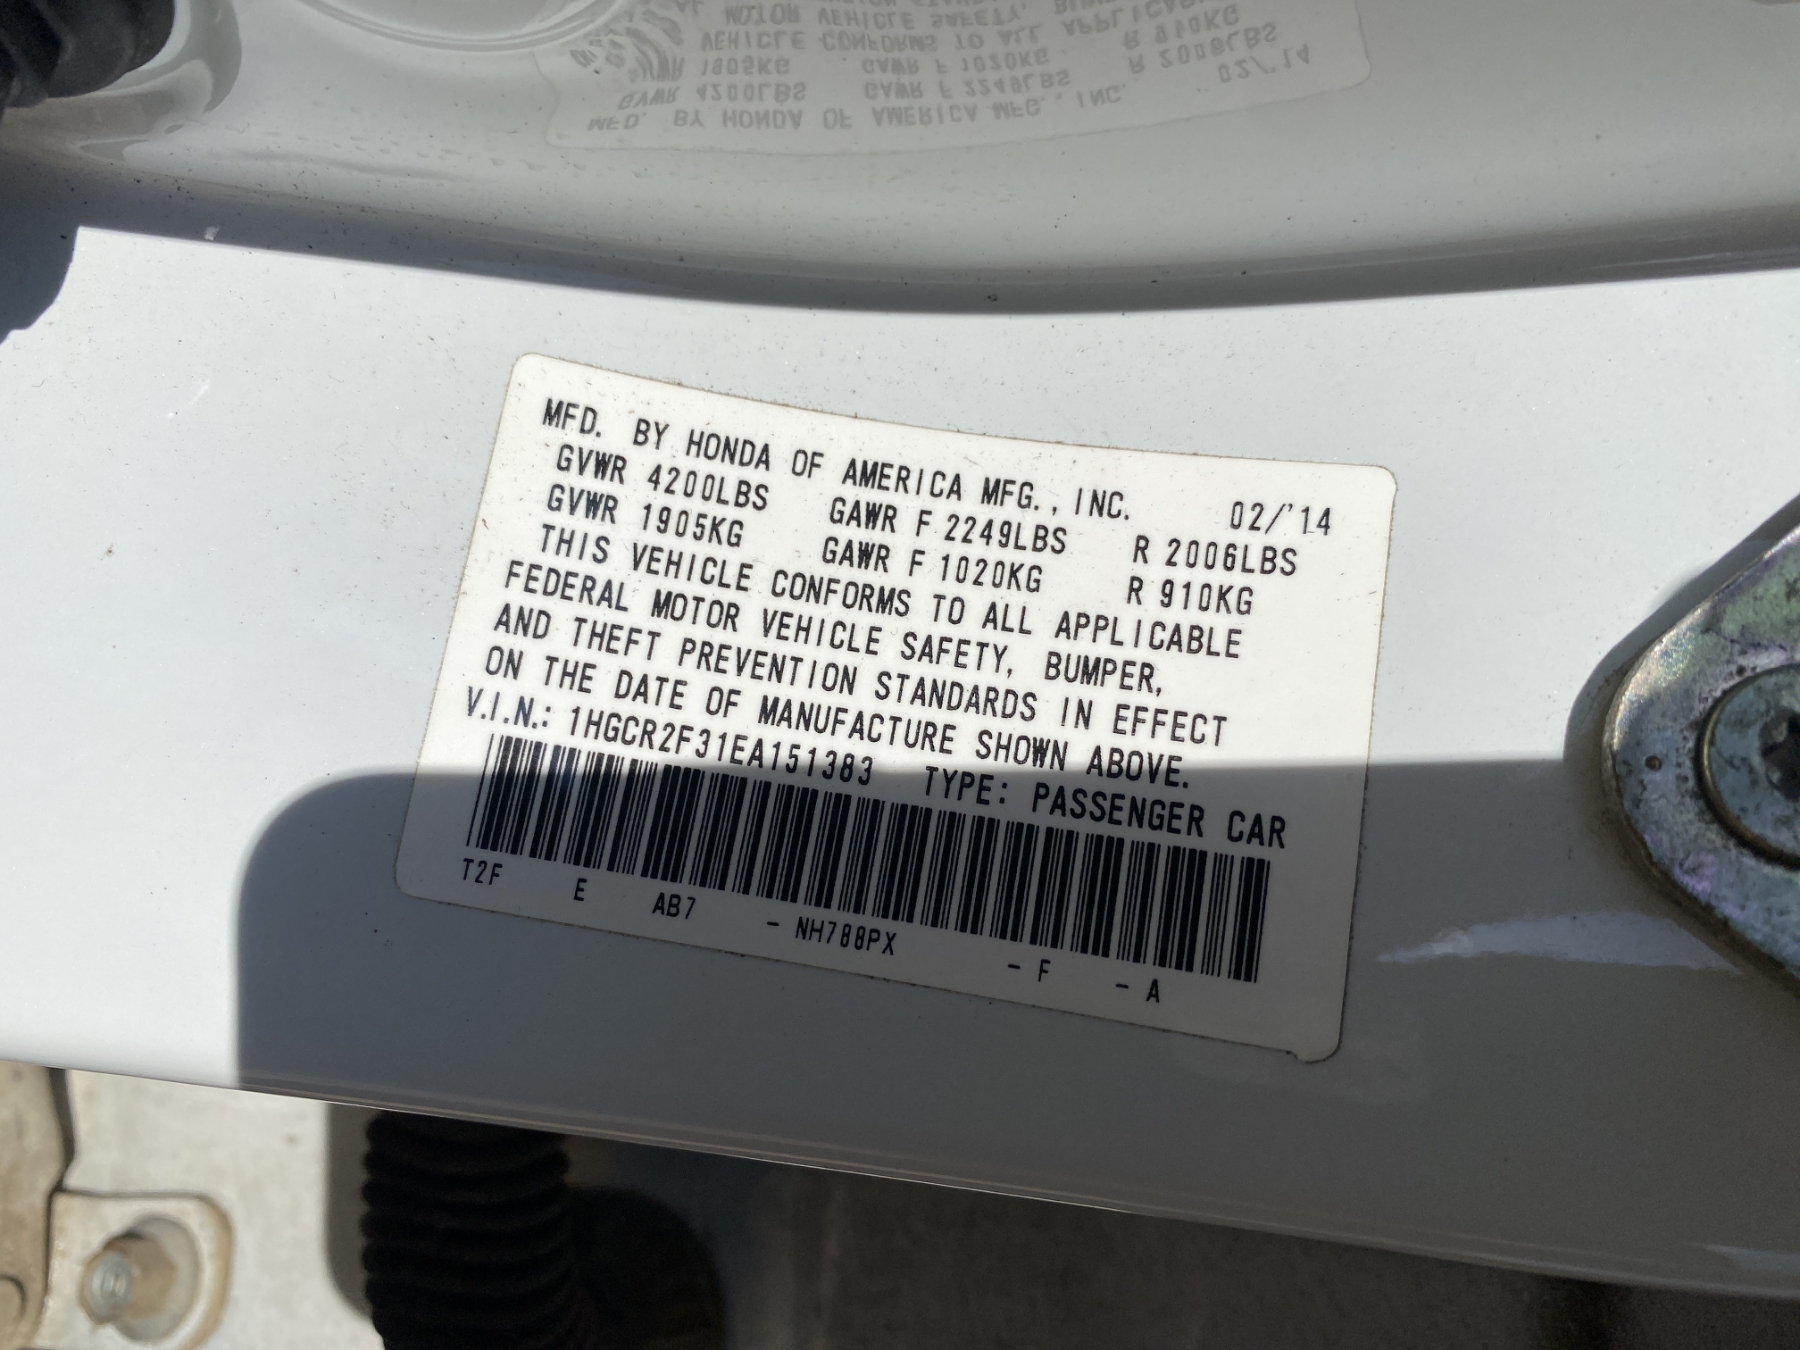 MFD. BY HONDA OF AMERICA MFG., INC. 02/'14
GVWR 4200LBS GAWR F 2249LBS R 2006LBS
GVWR 1905KG GAWR F 1020KG R 910KG
THIS VEHICLE CONFORMS TO ALL APPLICABLE
FEDERAL MOTOR VEHICLE SAFETY, BUMPER,
AND THEFT PREVENTION STANDARDS IN EFFECT
ON THE DATE OF MANUFACTURE SHOWN ABOVE.
V.I.N.: 1HGCR2F31EA151383 TYPE: PASSENGER CAR
T2F E AB7 - NH788PX - F - A